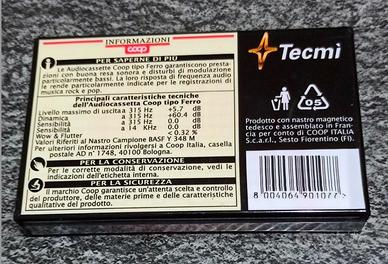 INFORMAZIONI
coop
PER SAPERNE DI PIÙ
Le Audiocassette Coop tipo Ferro garantiscono presta
zioni con buona resa sonora e disturbi di modulazione
particolarmente bassi. La loro risposta di frequenza audio
le rende particolarmente indicate per le registrazioni di
musica rock e pop.
Principali caratteristiche tecniche
dell'Audiocassetta Coop tipo Ferro
Livello massimo di uscita a 315 Hz +5.7 dB
Dinamica a 315 Hz +60.4 dB
Sensibilità a 315 Hz 0.0 dB
Sensibilità a 14 KHz 0.0 dB
Wow & Flutter < 0.32 %
Valori Riferiti al Nastro Campione BASF Y 348 M
Per ulteriori informazioni rivolgersi a Coop Italia, casella
postale AD n° 1748, 40100 Bologna.
PER LA CONSERVAZIONE
Per le corrette modalità di conservazione, vedi le
indicazioni dell'etichetta interna.
PER LA SICUREZZA
Il marchio Coop garantisce un'attenta scelta e controllo
del produttore, delle materie prime e delle caratteristiche
qualitative del prodotto.
Tecmi
PS
Prodotto con nastro magnetico
tedesco e assemblato in Fran-
cia per conto di COOP ITALIA
S.c.a r.l., Sesto Fiorentino (FI).
8 004064 901077